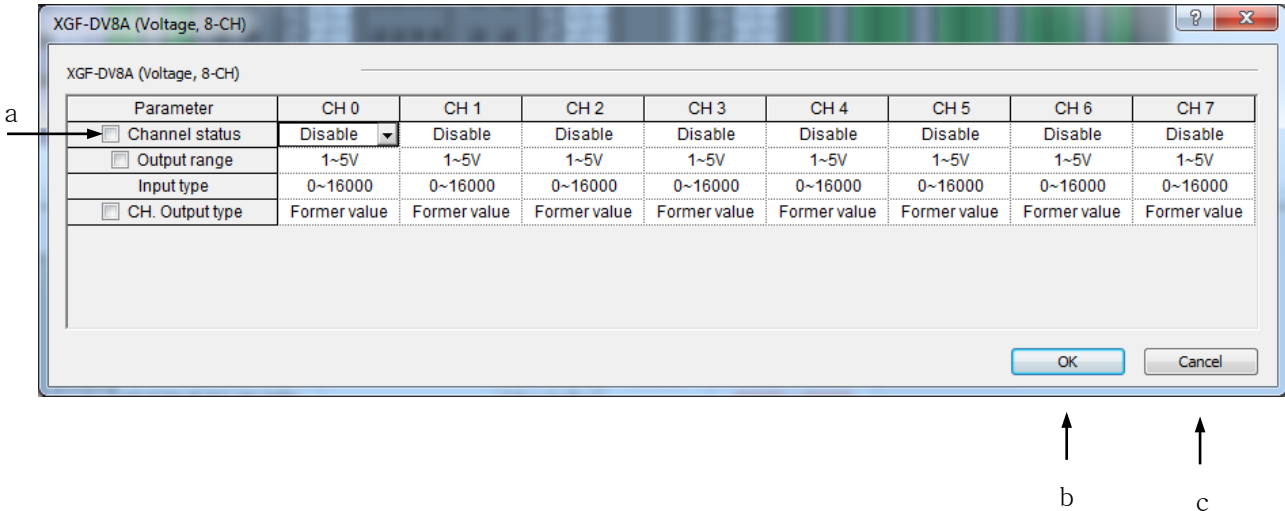 XGF-DV8A (Voltage, 8-CH)
?
XGF-DV8A (Voltage, 8-CH)
Parameter CH 0 CH 1 CH 2 CH 3 CH 4 CH 5 CH 6 CH 7
a
Channel status Disable Disable Disable Disable Disable Disable Disable Disable
Output range 1~5V 1~5V 1~5V 1~5V 1~5V 1~5V 1~5V 1~5V
Input type 0~16000 0~16000 0~16000 0~16000 0~16000 0~16000 0~16000 0~16000
CH. Output type Former value Former value Former value Former value Former value Former value Former value Former value
OK Cancel
b c